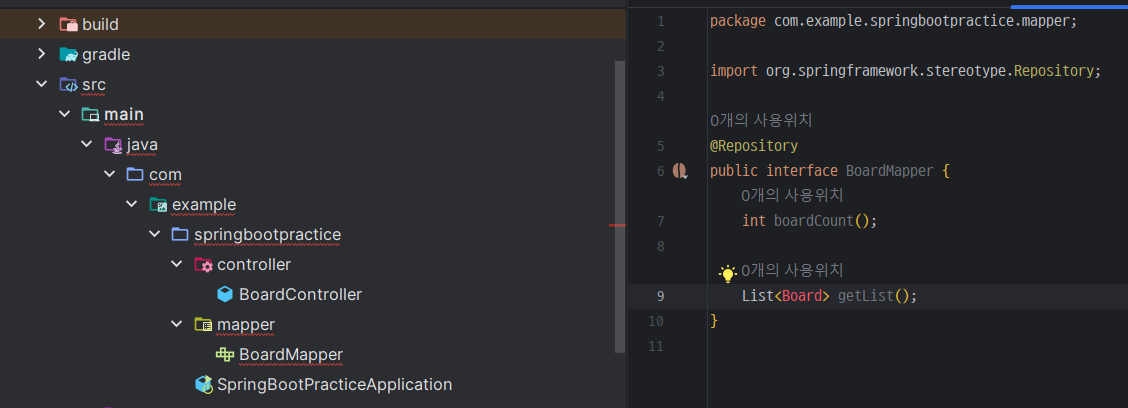 build
gradle
src
main
java
com
example
springbootpractice
controller
BoardController
mapper
BoardMapper
SpringBootPracticeApplication
1 package com.example.springbootpractice.mapper;
2
3 import org.springframework.stereotype.Repository;
4
0개의 사용위치
5 @Repository
6 public interface BoardMapper {
0개의 사용위치
7 int boardCount();
8
0개의 사용위치
9 List<Board> getList();
10 }
11